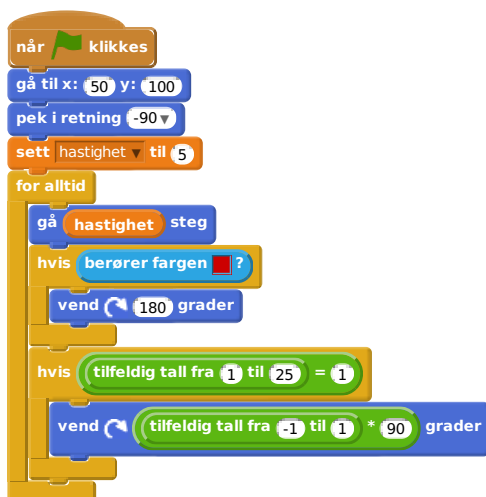 når klikkes
gå til x: 50 y: 100
pek i retning -90
sett hastighet til 5
for alltid
gå hastighet steg
hvis berører fargen ?
vend 180 grader
hvis tilfeldig tall fra 1 til 25 = 1
vend tilfeldig tall fra -1 til 1 * 90 grader